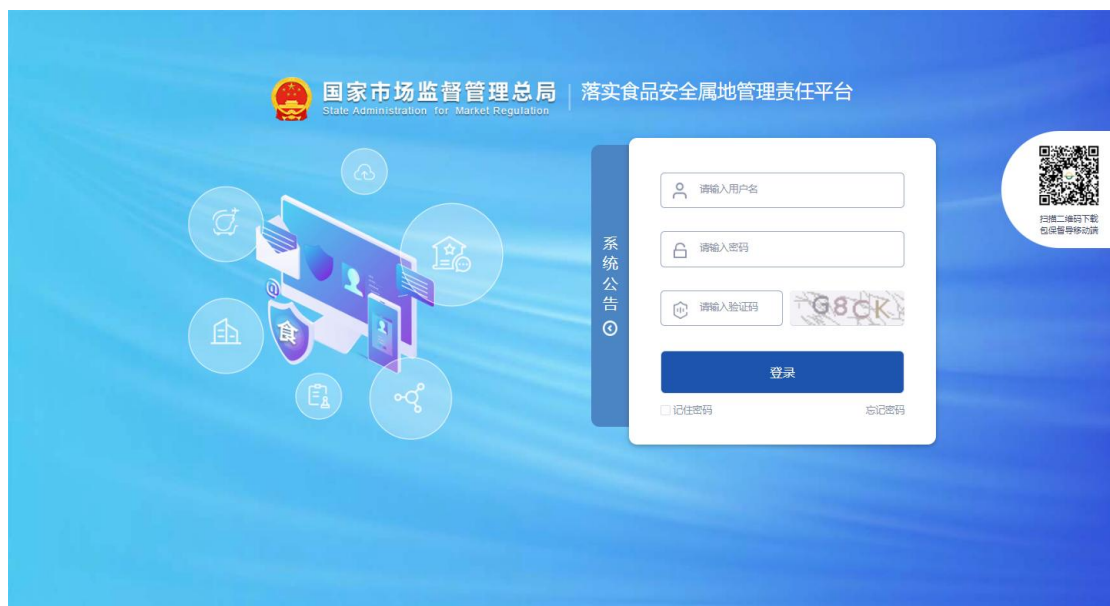 国家市场监督管理总局
State Administration for Market Regulation
落实食品安全属地管理责任平台
系统公告
请输入用户名
请输入密码
请输入验证码
G8CK
登录
记住密码
忘记密码
扫描二维码下载
包保督导移动端
@
食